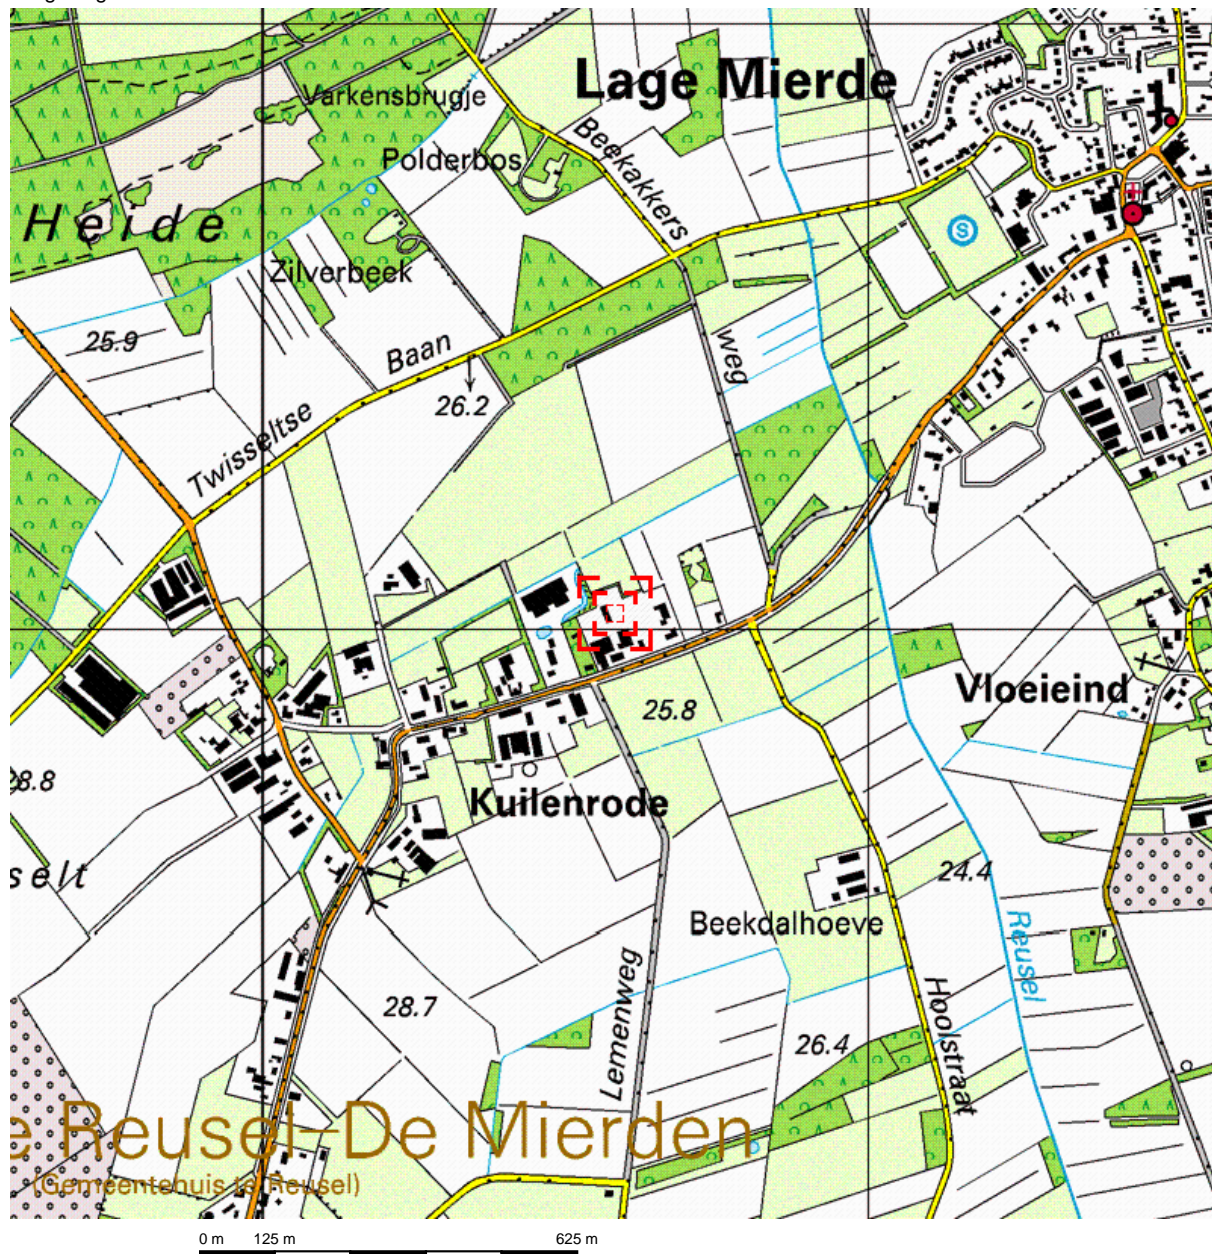 Lage Mierde
Varkensbrugje
Beekakkers
Polderbos
Heide
S
Zilverbeek
25.9
Baan
weg
26.2
Twisseltse
Vloeieind
25.8
28.8
Kuilenrode
selt
24.4
Beekdalhoeve
Reusel
Lemenweg
Hoolstraat
28.7
26.4
e Reusel-De Mierden
(Gemeentehuis te Reusel)
0 m 125 m 625 m